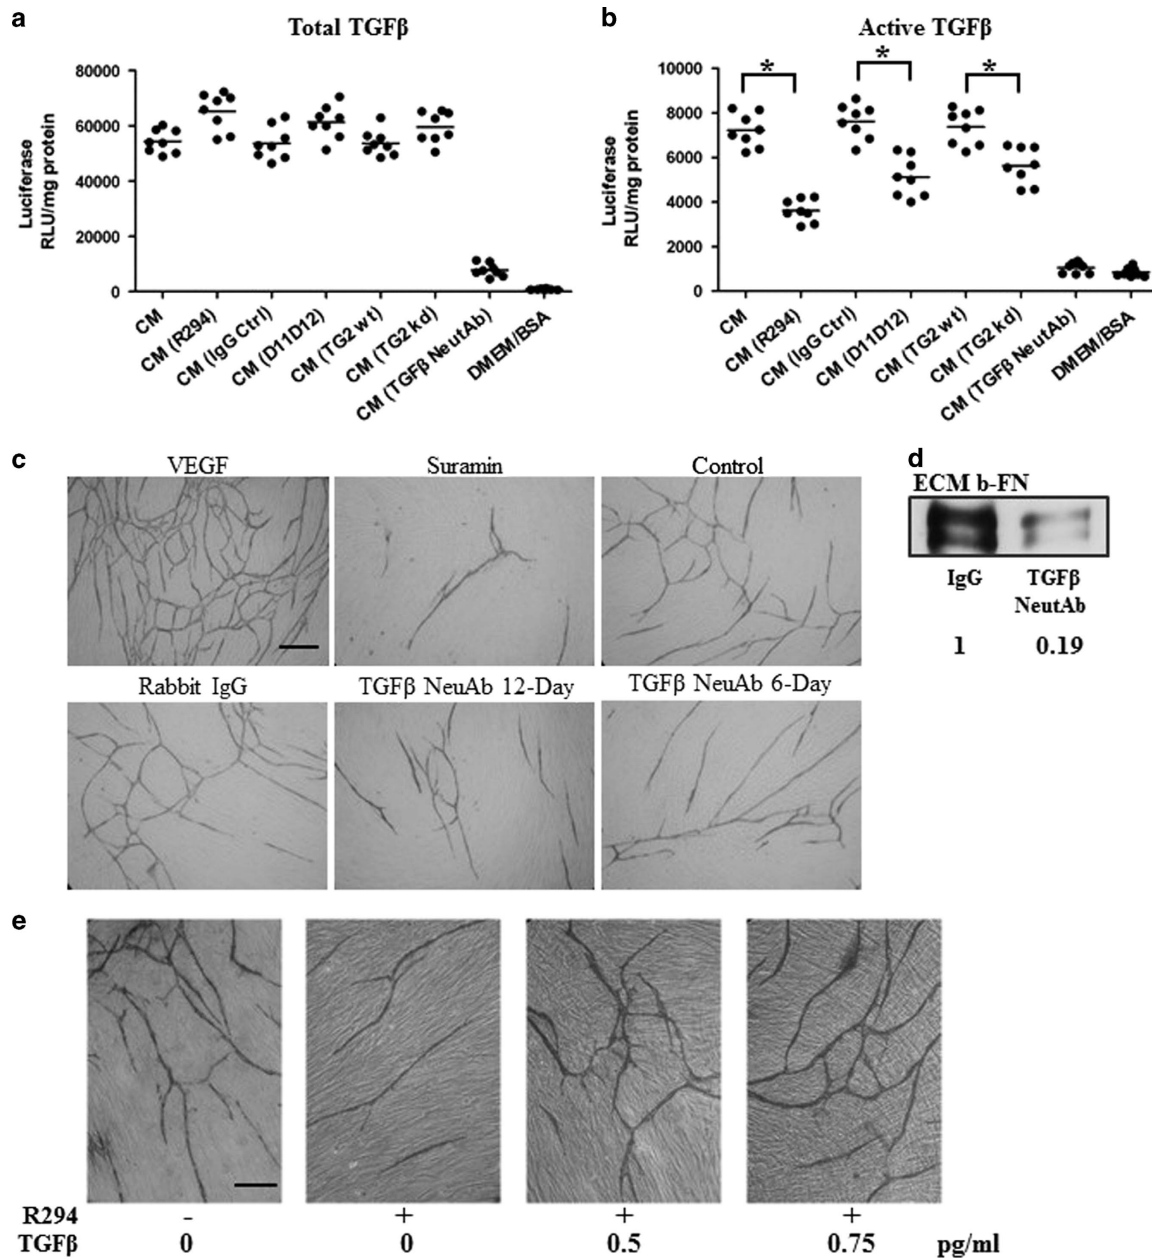 a
Total TGFβ
80000
60000
40000
20000
0
Luciferase
RLU/mg protein
CM
CM (R294)
CM (IgG Ctrl)
CM (D11D12)
CM (TG2 wt)
CM (TG2 kd)
CM (TGFβ NeutAb)
DMEM/BSA
b
Active TGFβ
* * *
10000
8000
6000
4000
2000
0
Luciferase
RLU/mg protein
CM
CM (R294)
CM (IgG Ctrl)
CM (D11D12)
CM (TG2 wt)
CM (TG2 kd)
CM (TGFβ NeutAb)
DMEM/BSA
c
VEGF Suramin Control
Rabbit IgG TGFβ NeuAb 12-Day TGFβ NeuAb 6-Day
d
ECM b-FN
IgG TGFβ
NeutAb
1 0.19
e
R294 - + + +
TGFβ 0 0 0.5 0.75 pg/ml